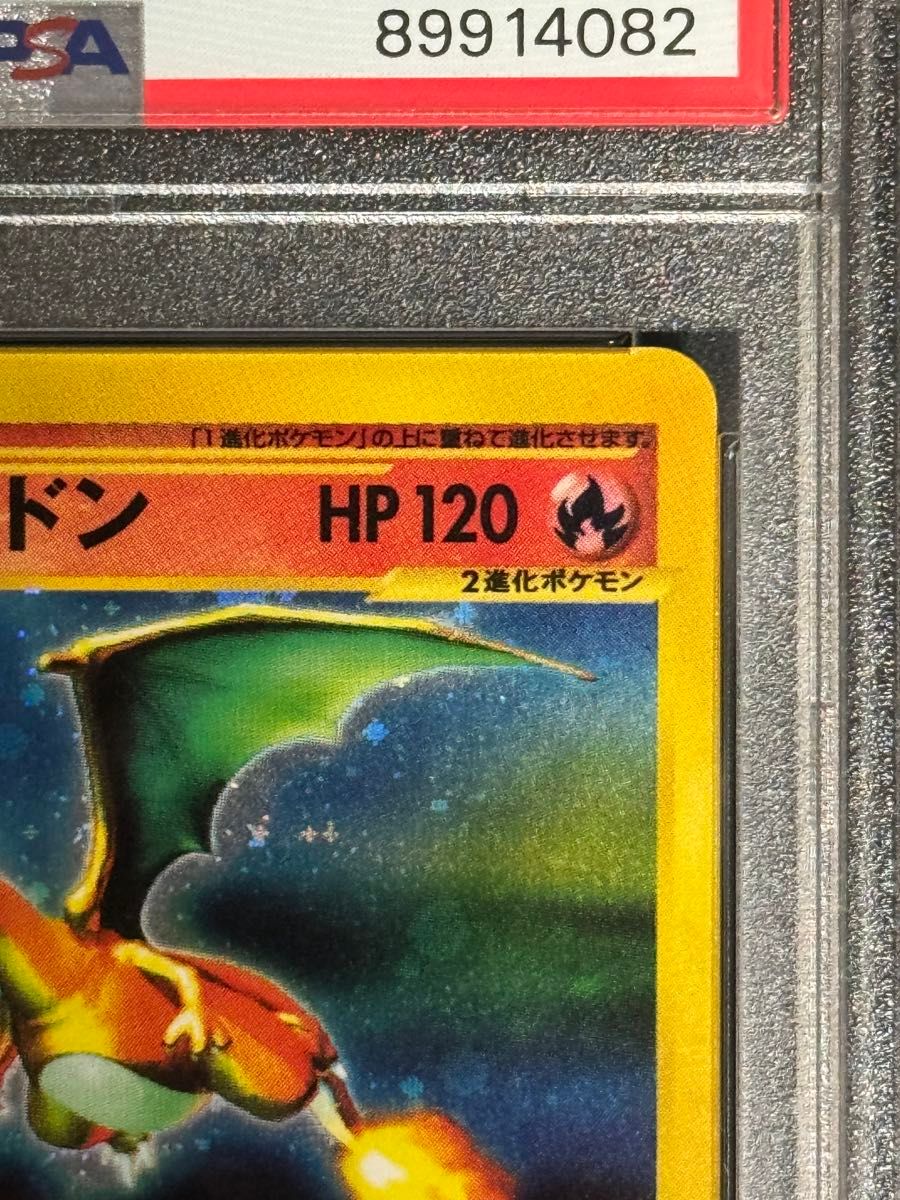 PSA
89914082
「1進化ポケモン」の上に重ねて進化させます。
ドン HP 120
2進化ポケモン